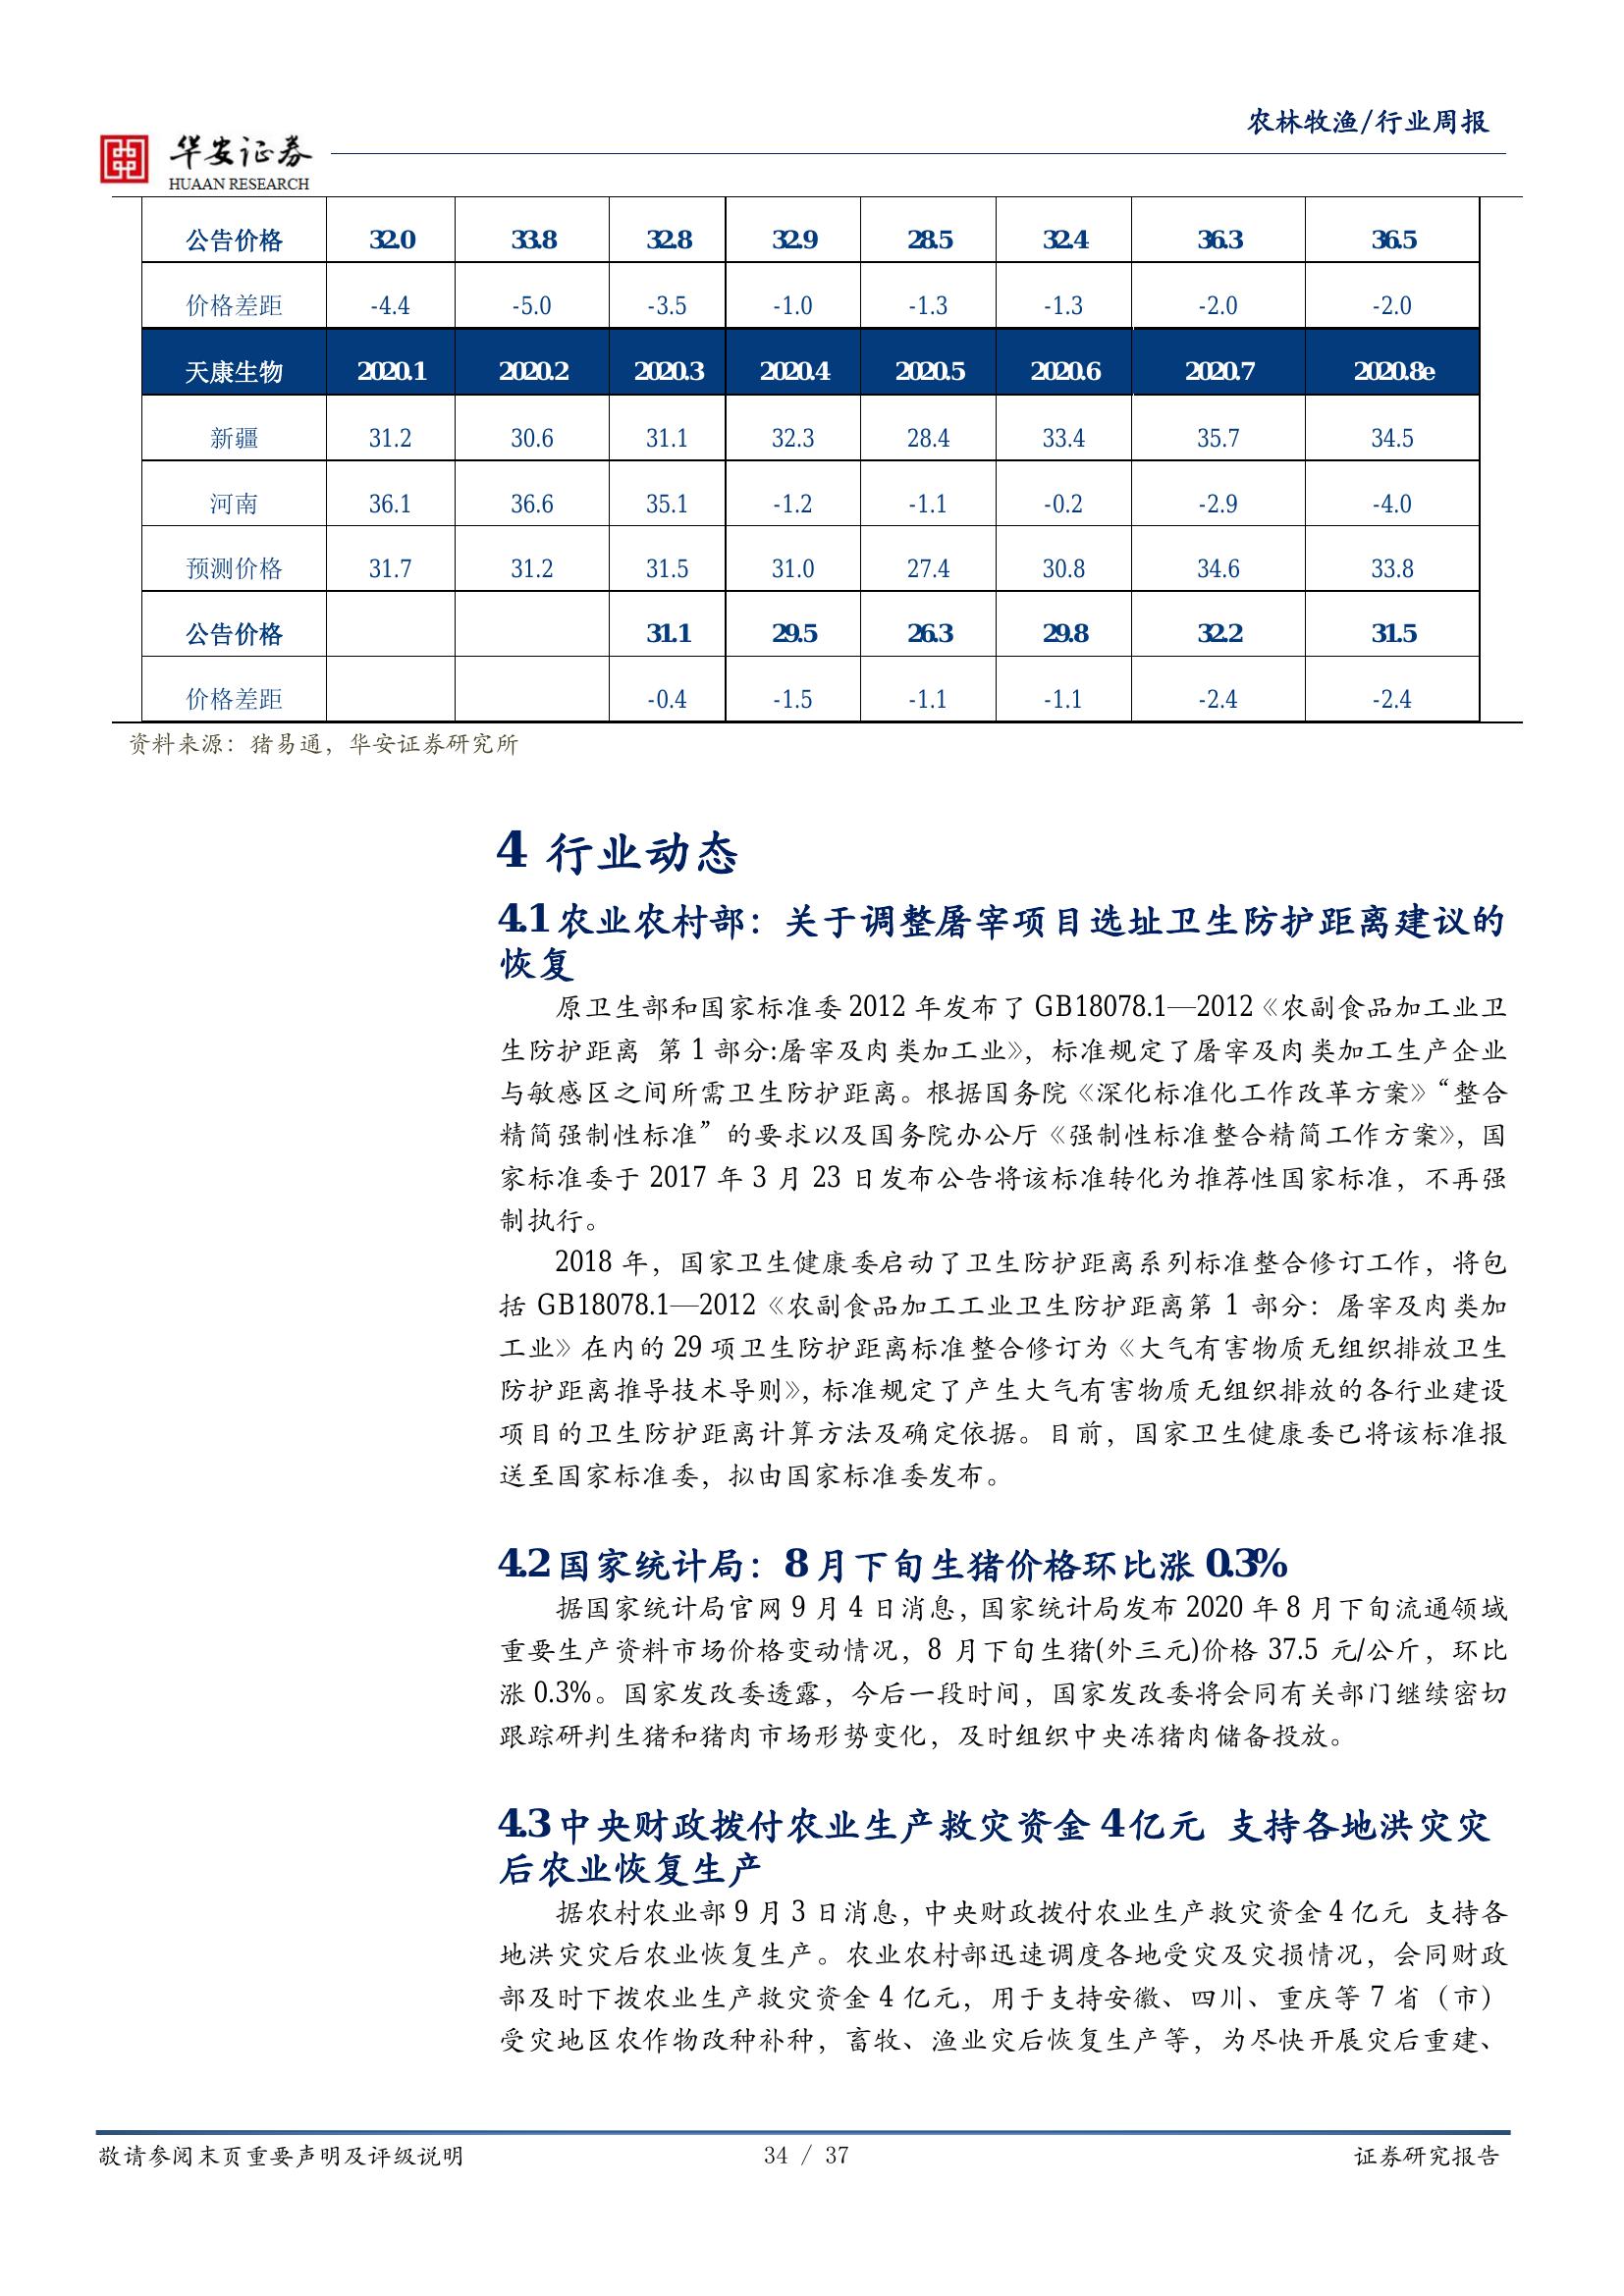 农林牧渔/行业周报
华安证券
HUAAN RESEARCH
公告价格 32.0 33.8 32.8 32.9 28.5 32.4 36.3 36.5
价格差距 -4.4 -5.0 -3.5 -1.0 -1.3 -1.3 -2.0 -2.0
天康生物 2020.1 2020.2 2020.3 2020.4 2020.5 2020.6 2020.7 2020.8e
新疆 31.2 30.6 31.1 32.3 28.4 33.4 35.7 34.5
河南 36.1 36.6 35.1 -1.2 -1.1 -0.2 -2.9 -4.0
预测价格 31.7 31.2 31.5 31.0 27.4 30.8 34.6 33.8
公告价格 31.1 29.5 26.3 29.8 32.2 31.5
价格差距 -0.4 -1.5 -1.1 -1.1 -2.4 -2.4
资料来源：猪易通，华安证券研究所
4 行业动态
4.1 农业农村部：关于调整屠宰项目选址卫生防护距离建议的
恢复
原卫生部和国家标准委 2012 年发布了 GB18078.1—2012《农副食品加工业卫
生防护距离 第 1 部分:屠宰及肉类加工业》，标准规定了屠宰及肉类加工生产企业
与敏感区之间所需卫生防护距离。根据国务院《深化标准化工作改革方案》“整合
精简强制性标准”的要求以及国务院办公厅《强制性标准整合精简工作方案》，国
家标准委于 2017 年 3 月 23 日发布公告将该标准转化为推荐性国家标准，不再强
制执行。
2018 年，国家卫生健康委启动了卫生防护距离系列标准整合修订工作，将包
括 GB18078.1—2012《农副食品加工工业卫生防护距离第 1 部分：屠宰及肉类加
工业》在内的 29 项卫生防护距离标准整合修订为《大气有害物质无组织排放卫生
防护距离推导技术导则》，标准规定了产生大气有害物质无组织排放的各行业建设
项目的卫生防护距离计算方法及确定依据。目前，国家卫生健康委已将该标准报
送至国家标准委，拟由国家标准委发布。
4.2 国家统计局：8 月下旬生猪价格环比涨 0.3%
据国家统计局官网 9 月 4 日消息，国家统计局发布 2020 年 8 月下旬流通领域
重要生产资料市场价格变动情况，8 月下旬生猪(外三元)价格 37.5 元/公斤，环比
涨 0.3%。国家发改委透露，今后一段时间，国家发改委将会同有关部门继续密切
跟踪研判生猪和猪肉市场形势变化，及时组织中央冻猪肉储备投放。
4.3 中央财政拨付农业生产救灾资金 4 亿元 支持各地洪灾灾
后农业恢复生产
据农村农业部 9 月 3 日消息，中央财政拨付农业生产救灾资金 4 亿元 支持各
地洪灾灾后农业恢复生产。农业农村部迅速调度各地受灾及灾损情况，会同财政
部及时下拨农业生产救灾资金 4 亿元，用于支持安徽、四川、重庆等 7 省（市）
受灾地区农作物改种补种，畜牧、渔业灾后恢复生产等，为尽快开展灾后重建、
敬请参阅末页重要声明及评级说明 34 / 37 证券研究报告